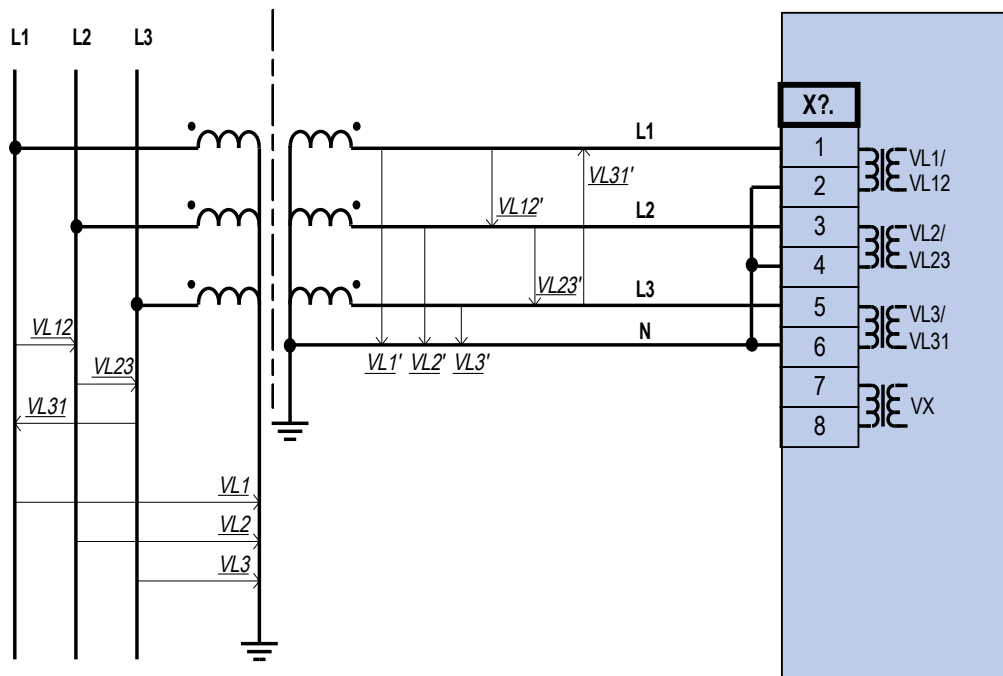 L1 L2 L3
X?.
L1
1
VL1/
VL12
VL31'
2
VL12'
L2
3
VL2/
VL23
4
VL23'
L3
5
VL3/
VL31
VL12
N
6
VL1' VL2' VL3'
VL23
7
VX
VL31
8
VL1
VL2
VL3